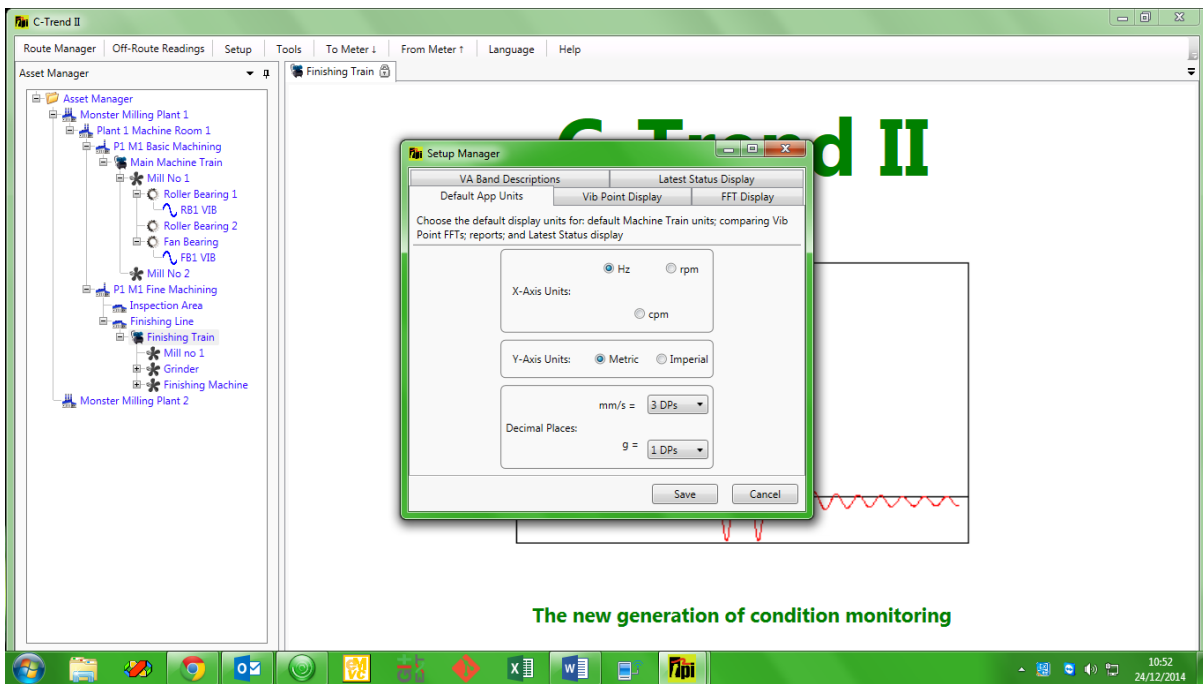 C-Trend II
Route Manager Off-Route Readings Setup Tools To Meter ↓ From Meter ↑ Language Help
Asset Manager
Finishing Train
Asset Manager
Monster Milling Plant 1
Plant 1 Machine Room 1
P1 M1 Basic Machining
Main Machine Train
Mill No 1
Roller Bearing 1
RB1 VIB
Roller Bearing 2
Fan Bearing
FB1 VIB
Mill No 2
P1 M1 Fine Machining
Inspection Area
Finishing Line
Finishing Train
Mill no 1
Grinder
Finishing Machine
Monster Milling Plant 2
C-Trend II
Setup Manager
VA Band Descriptions Latest Status Display
Default App Units Vib Point Display FFT Display
Choose the default display units for: default Machine Train units; comparing Vib
Point FFTs; reports; and Latest Status display
Hz rpm
X-Axis Units:
cpm
Y-Axis Units: Metric Imperial
mm/s = 3 DPs
Decimal Places:
g = 1 DPs
Save Cancel
The new generation of condition monitoring
tpi
10:52
24/12/2014